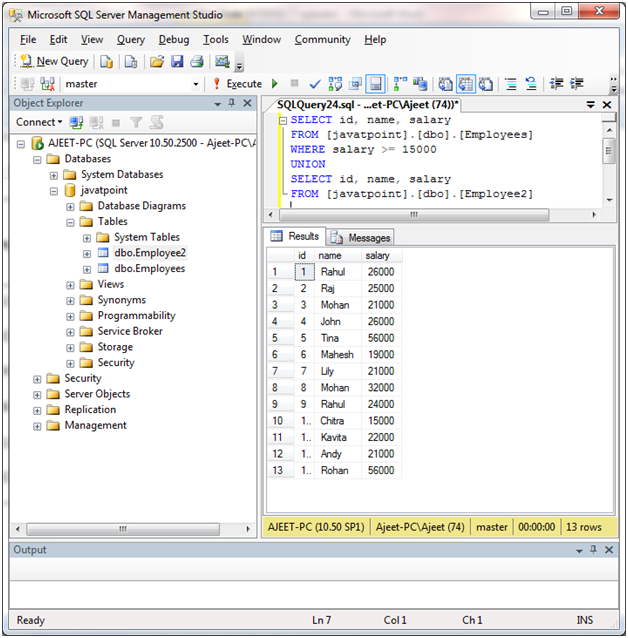 Microsoft SQL Server Management Studio
File Edit View Query Debug Tools Window Community Help
New Query
master Execute
Object Explorer
Connect
AJEET-PC (SQL Server 10.50.2500 - Ajeet-PC\A
Databases
System Databases
javatpoint
Database Diagrams
Tables
System Tables
dbo.Employee2
dbo.Employees
Views
Synonyms
Programmability
Service Broker
Storage
Security
Security
Server Objects
Replication
Management
SQLQuery24.sql - ...et-PC\Ajeet (74))*
SELECT id, name, salary
FROM [javatpoint].[dbo].[Employees]
WHERE salary >= 15000
UNION
SELECT id, name, salary
FROM [javatpoint].[dbo].[Employee2]
Results Messages
id name salary
1 1 Rahul 26000
2 2 Raj 25000
3 3 Mohan 21000
4 4 John 26000
5 5 Tina 56000
6 6 Mahesh 19000
7 7 Lily 21000
8 8 Mohan 32000
9 9 Rahul 24000
10 1.. Chitra 15000
11 1.. Kavita 22000
12 1.. Andy 21000
13 1.. Rohan 56000
AJEET-PC (10.50 SP1) Ajeet-PC\Ajeet (74) master 00:00:00 13 rows
Output
Ready Ln 7 Col 1 Ch 1 INS